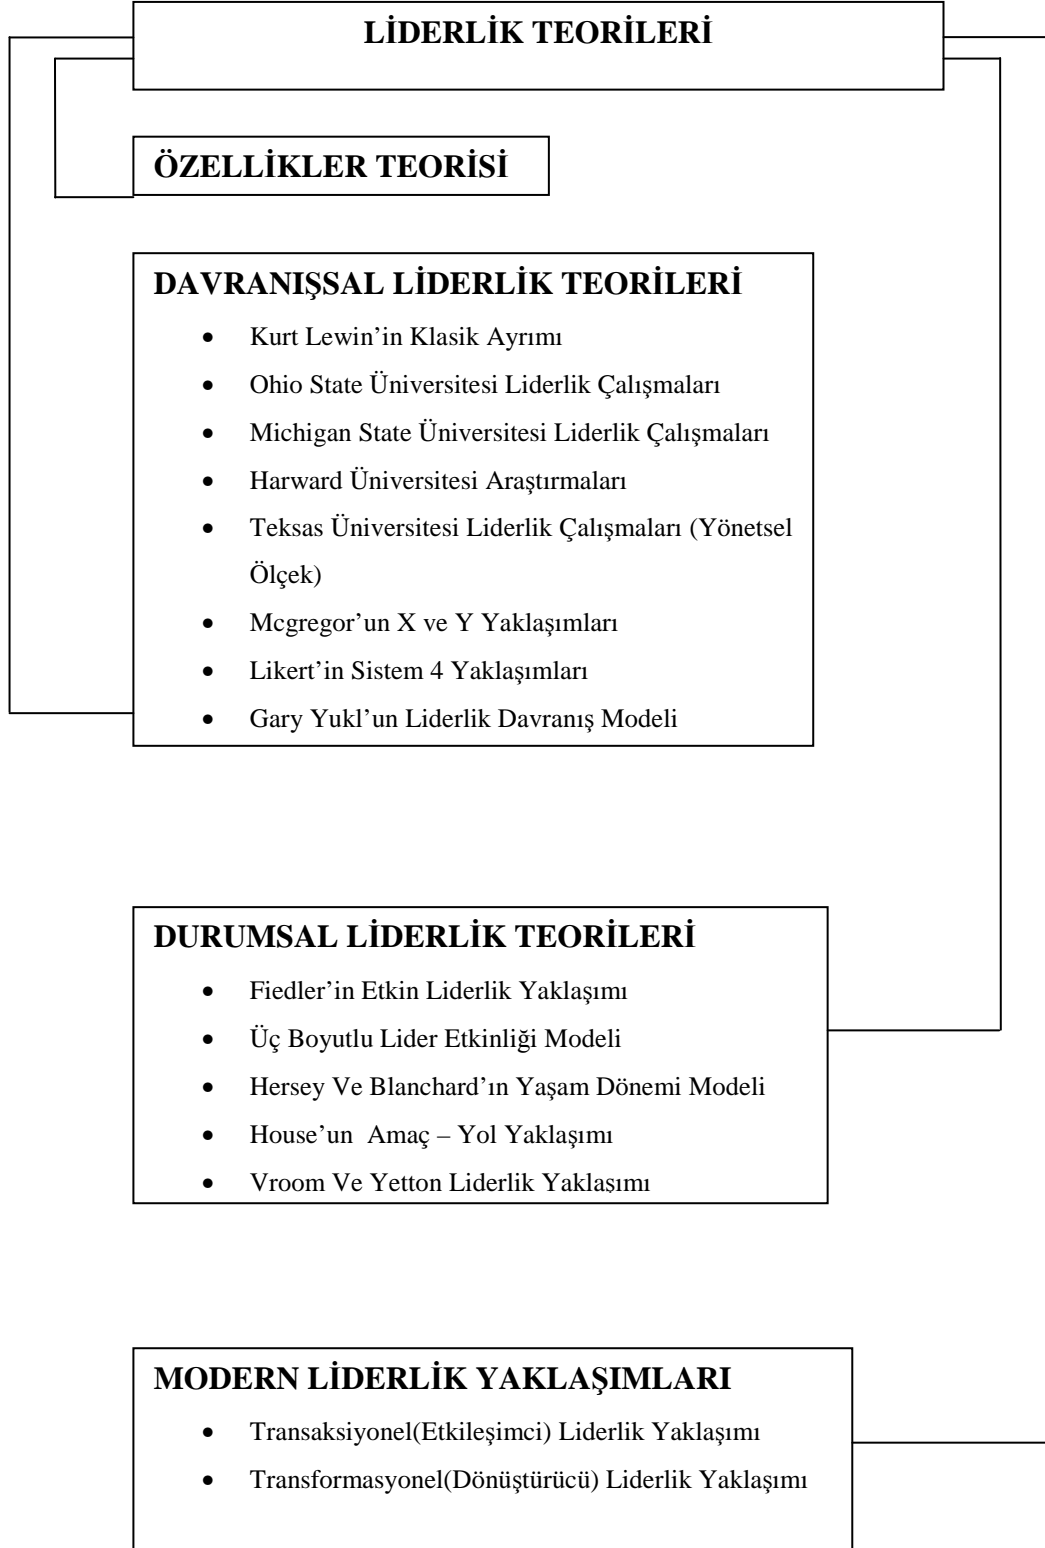 LİDERLİK TEORİLERİ
ÖZELLİKLER TEORİSİ
DAVRANIŞSAL LİDERLİK TEORİLERİ
• Kurt Lewin’in Klasik Ayrımı
• Ohio State Üniversitesi Liderlik Çalışmaları
• Michigan State Üniversitesi Liderlik Çalışmaları
• Harward Üniversitesi Araştırmaları
• Teksas Üniversitesi Liderlik Çalışmaları (Yönetsel
Ölçek)
• Mcgregor’un X ve Y Yaklaşımları
• Likert’in Sistem 4 Yaklaşımları
• Gary Yukl’un Liderlik Davranış Modeli
DURUMSAL LİDERLİK TEORİLERİ
• Fiedler’in Etkin Liderlik Yaklaşımı
• Üç Boyutlu Lider Etkinliği Modeli
• Hersey Ve Blanchard’ın Yaşam Dönemi Modeli
• House’un Amaç – Yol Yaklaşımı
• Vroom Ve Yetton Liderlik Yaklaşımı
MODERN LİDERLİK YAKLAŞIMLARI
• Transaksiyonel(Etkileşimci) Liderlik Yaklaşımı
• Transformasyonel(Dönüştürücü) Liderlik Yaklaşımı